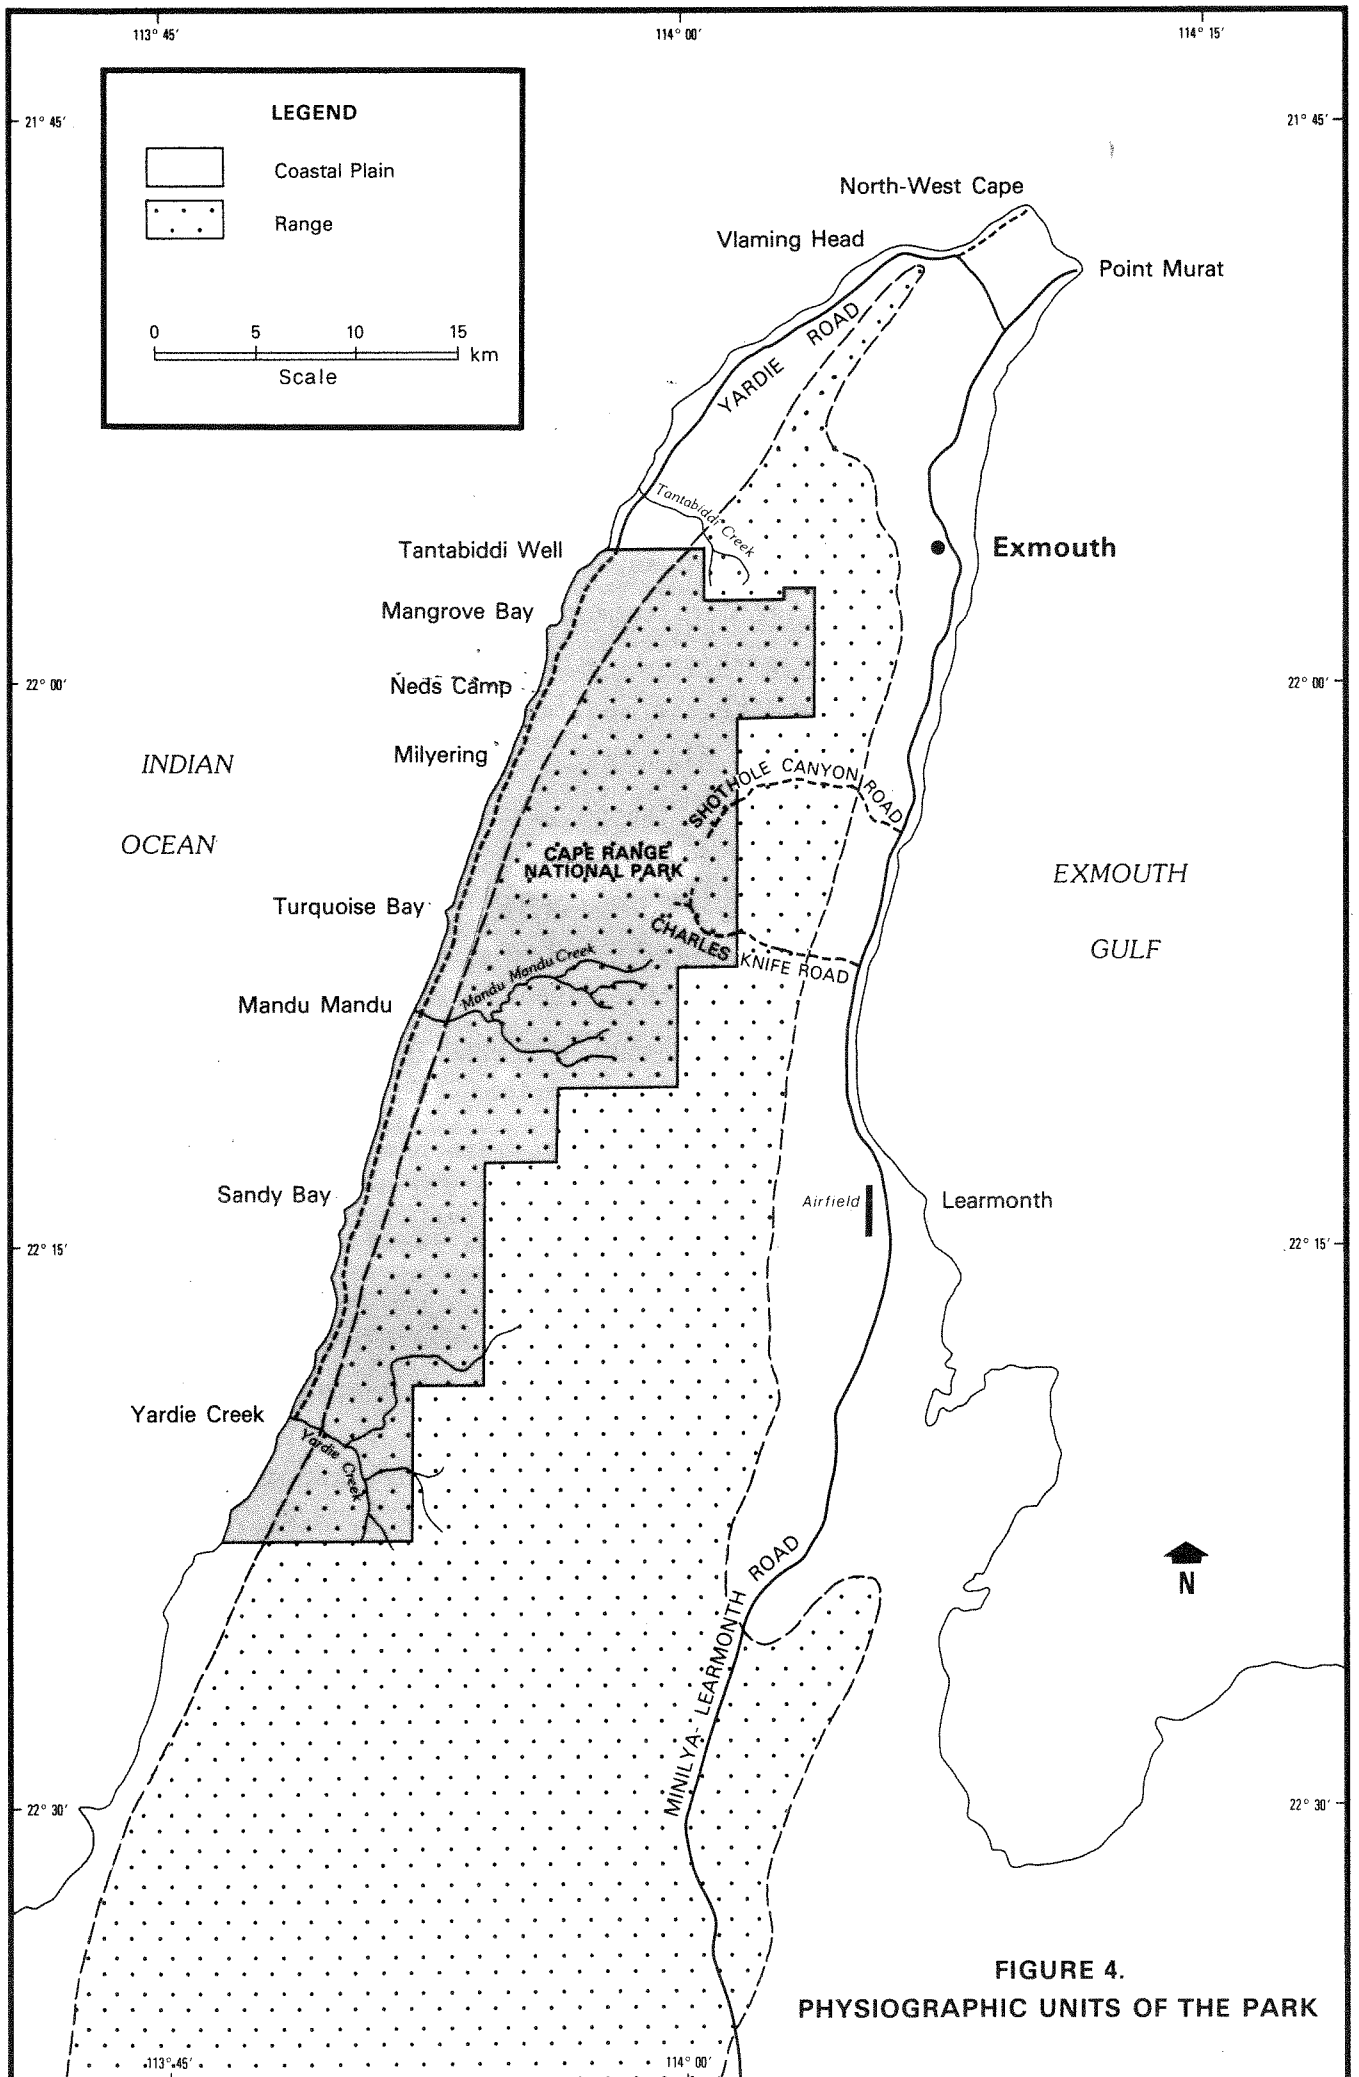 113° 45'
114° 00'
114° 15'
LEGEND
21° 45'
21° 45'
Coastal Plain
Range
North-West Cape
Vlaming Head
Point Murat
0 5 10 15
km
Scale
YARDIE ROAD
Tantabiddi Creek
Tantabiddi Well
Exmouth
Mangrove Bay
22° 00'
Neds Camp
22° 00'
Milyering
INDIAN
OCEAN
SHOTHOLE CANYON ROAD
CAPE RANGE
NATIONAL PARK
EXMOUTH
GULF
Turquoise Bay
CHARLES KNIFE ROAD
Mandu Mandu Creek
Mandu Mandu
Sandy Bay
Airfield
Learmonth
22° 15'
22° 15'
Yardie Creek
Yardie Creek
N
MINILYA-LEARMONTH ROAD
22° 30'
22° 30'
FIGURE 4.
PHYSIOGRAPHIC UNITS OF THE PARK
113° 45'
114° 00'